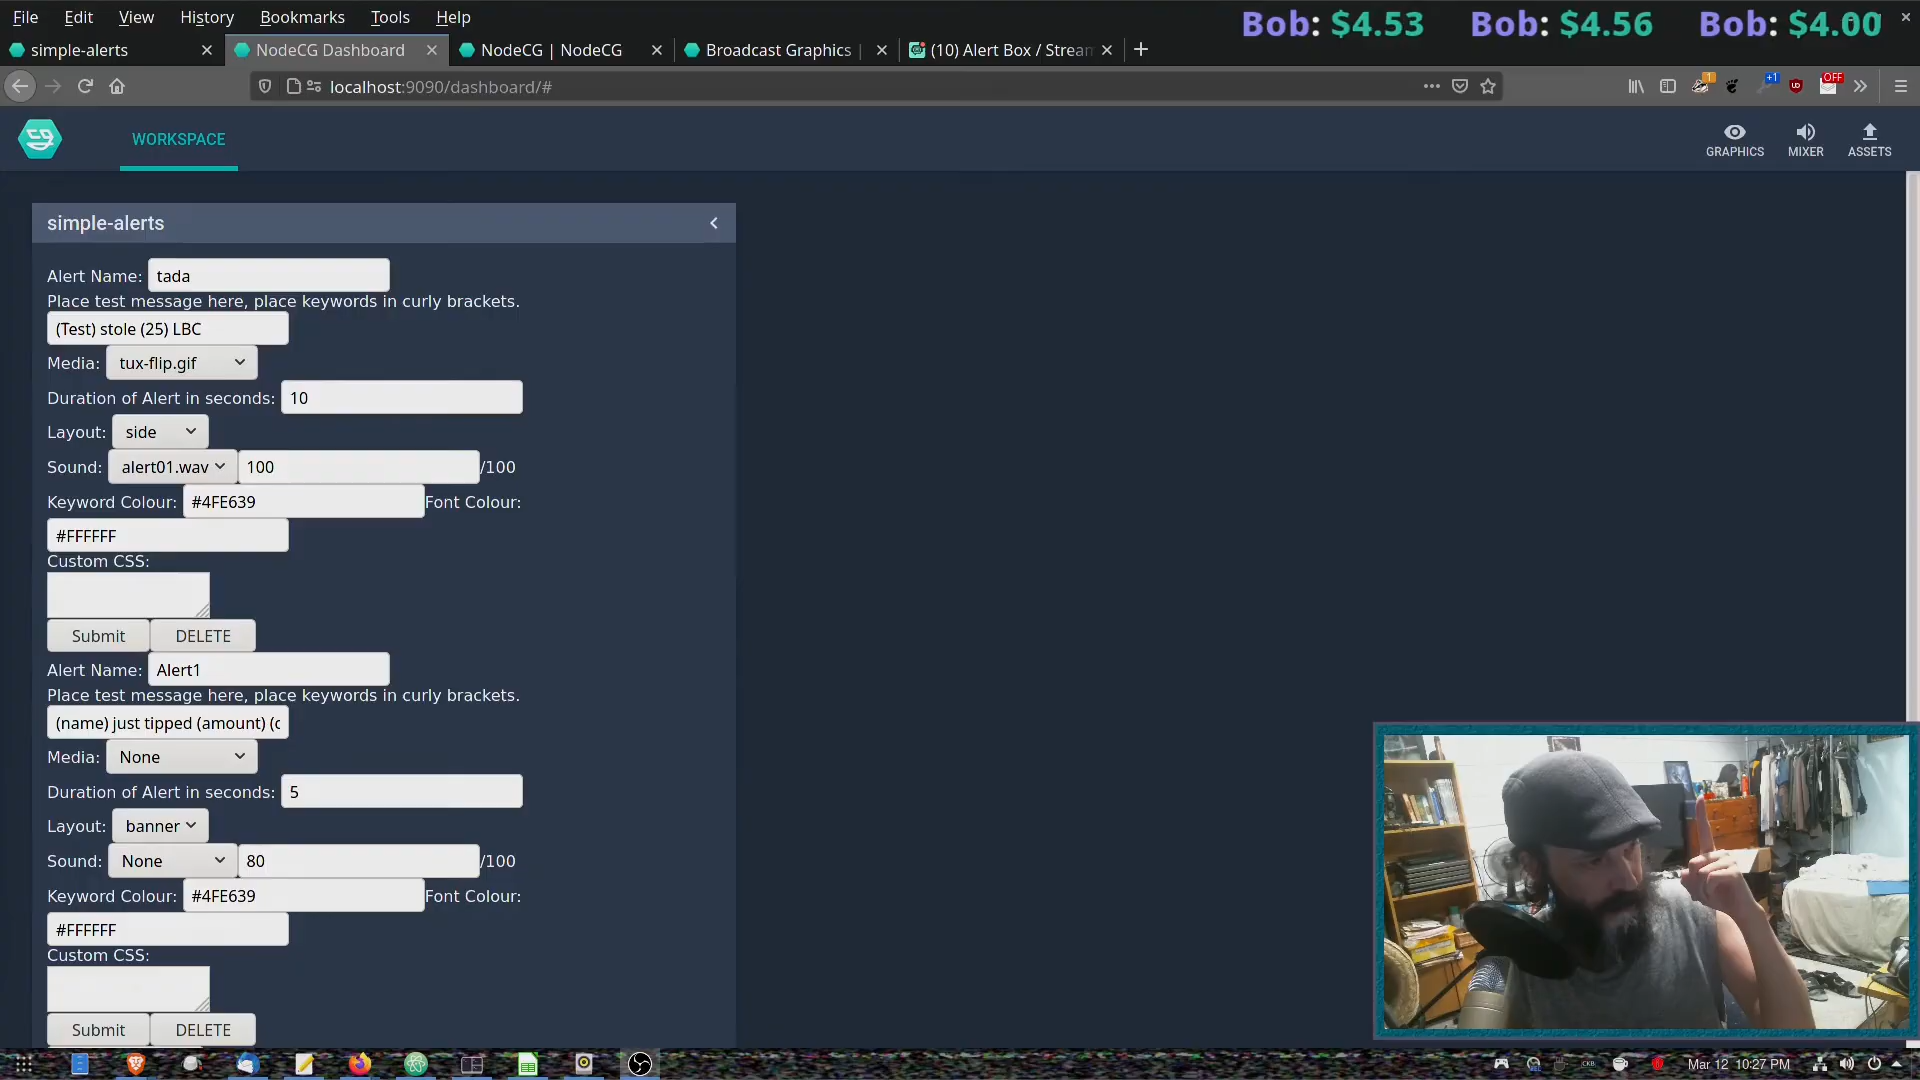 File Edit View History Bookmarks Tools Help
Bob: $4.53 Bob: $4.56 Bob: $4.00
simple-alerts
NodeCG Dashboard
NodeCG | NodeCG
Broadcast Graphics |
(10) Alert Box / Stream
localhost:9090/dashboard/#
1
+1
OFF
WORKSPACE
GRAPHICS MIXER ASSETS
simple-alerts
Alert Name: tada
Place test message here, place keywords in curly brackets.
(Test) stole (25) LBC
Media: tux-flip.gif
Duration of Alert in seconds: 10
Layout: side
Sound: alert01.wav 100 /100
Keyword Colour: #4FE639 Font Colour:
#FFFFFF
Custom CSS:
Submit DELETE
Alert Name: Alert1
Place test message here, place keywords in curly brackets.
(name) just tipped (amount) (c
Media: None
Duration of Alert in seconds: 5
Layout: banner
Sound: None 80 /100
Keyword Colour: #4FE639 Font Colour:
#FFFFFF
Custom CSS:
Submit DELETE
Mar 12 10:27 PM